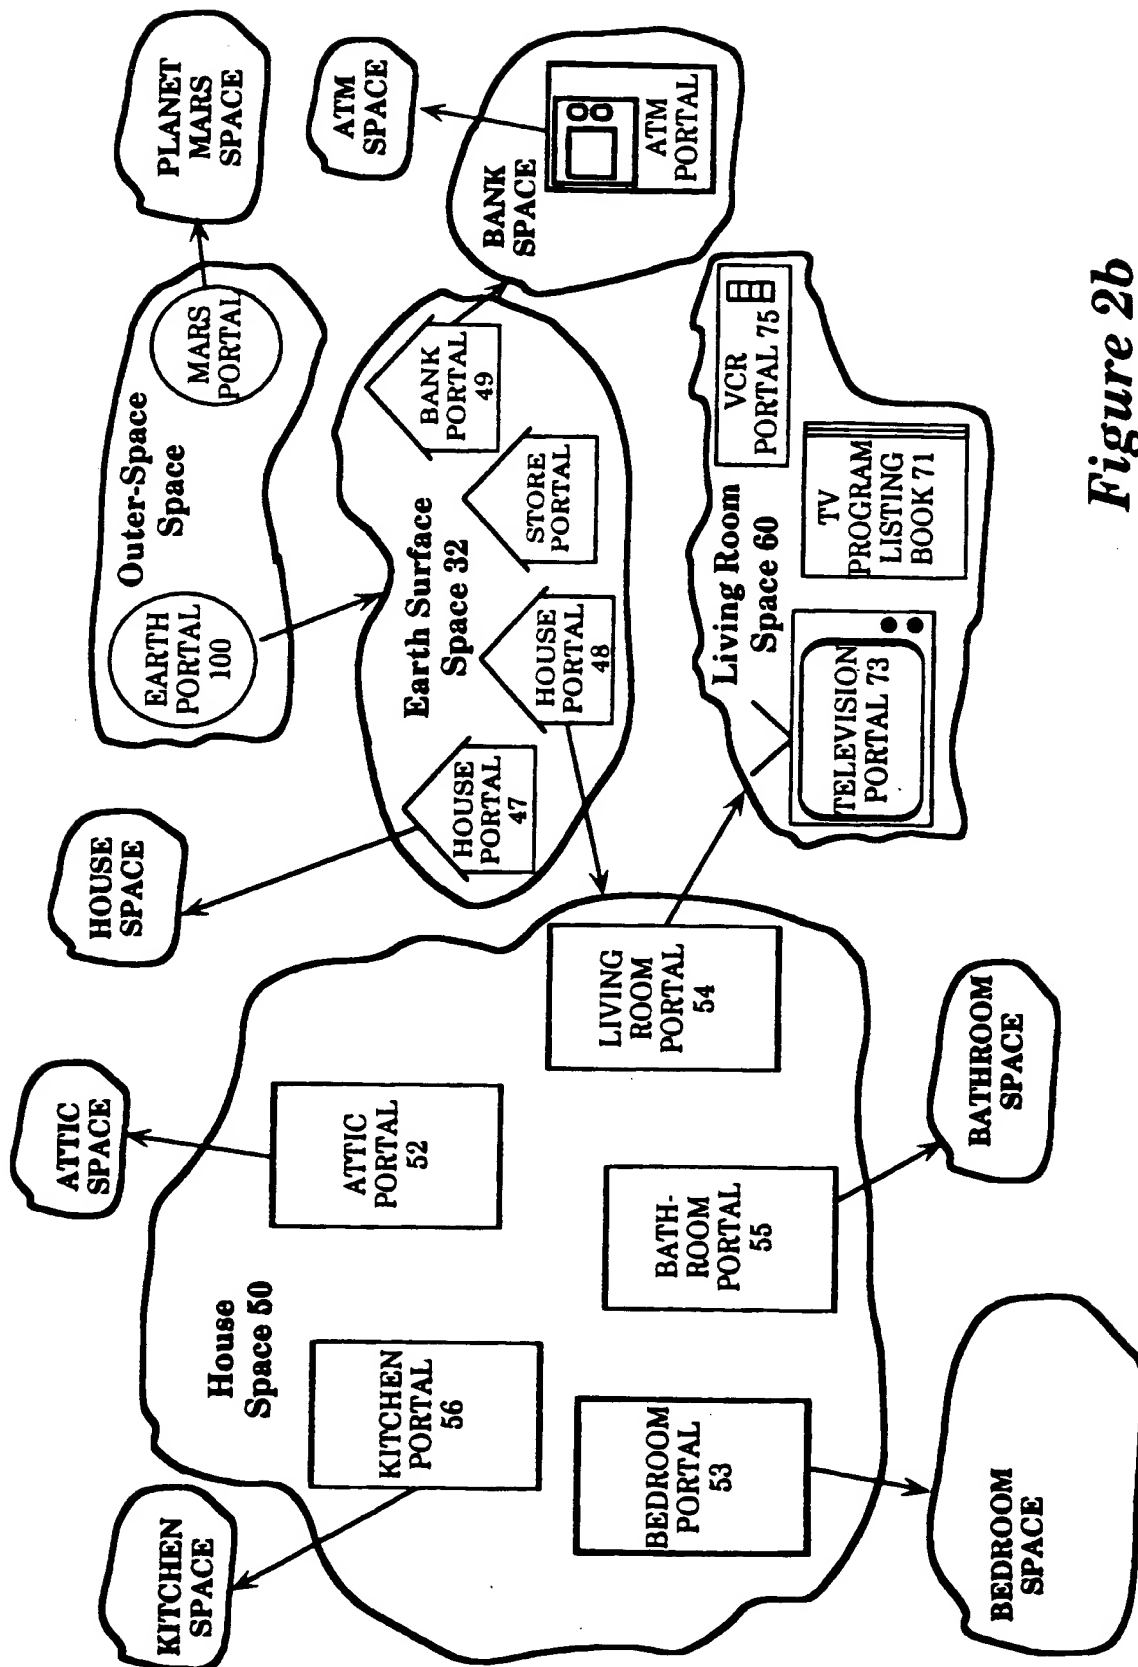 KITCHEN
SPACE
ATTIC
SPACE
HOUSE
SPACE
EARTH
PORTAL
100
Outer-Space
Space
MARS
PORTAL
PLANET
MARS
SPACE
House
Space 50
KITCHEN
PORTAL
56
ATTIC
PORTAL
52
BEDROOM
PORTAL
53
BATH-
ROOM
PORTAL
55
LIVING
ROOM
PORTAL
54
HOUSE
PORTAL
47
Earth Surface
Space 32
HOUSE
PORTAL
48
STORE
PORTAL
BANK
PORTAL
49
ATM
SPACE
BANK
SPACE
ATM
PORTAL
Living Room
Space 60
TELEVISION
PORTAL 73
TV
PROGRAM
LISTING
BOOK 71
VCR
PORTAL 75
BEDROOM
SPACE
BATHROOM
SPACE
Figure 2b